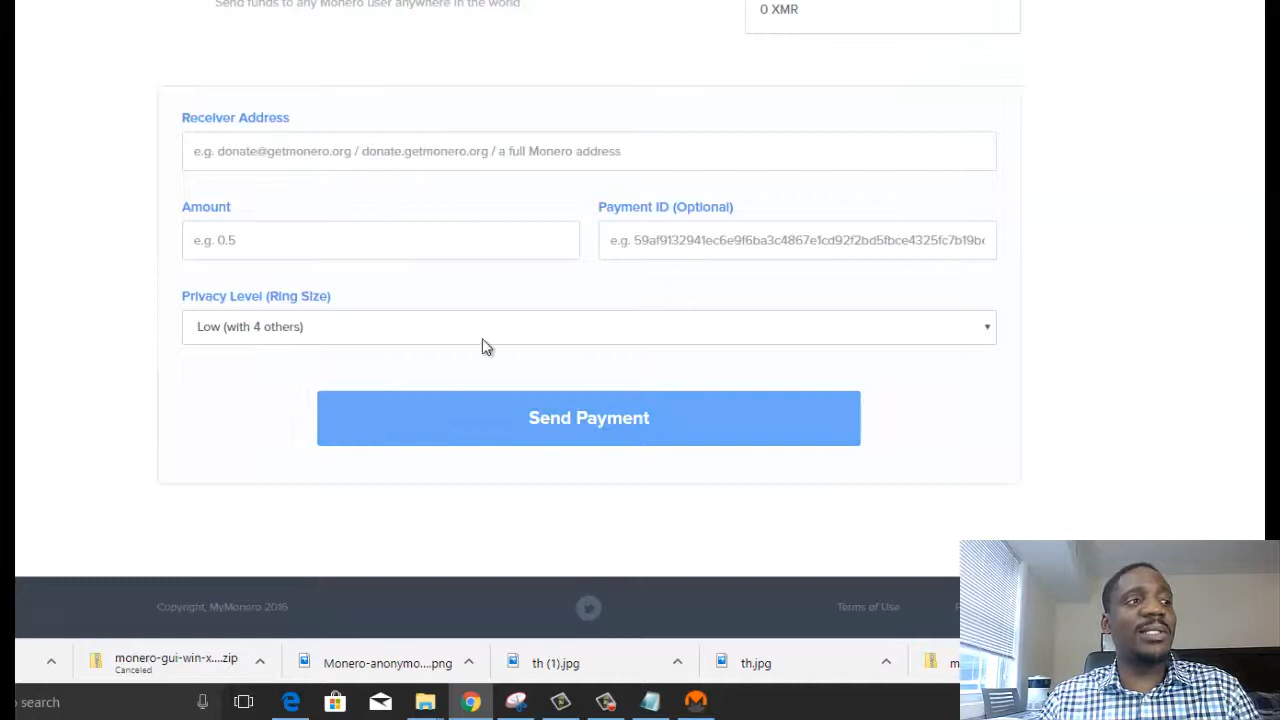 Send funds to any Monero user anywhere in the world
0 XMR
Receiver Address
e.g. donate@getmonero.org / donate.getmonero.org / a full Monero address
Amount
Payment ID (Optional)
e.g. 0.5
e.g. 59af9132941ec6e9f6ba3c4867e1cd92f2bd5fbce4325fc7b19b
Privacy Level (Ring Size)
Low (with 4 others)
Send Payment
Copyright, MyMonero 2016
Terms of Use
monero-gui-win-x....zip
Canceled
Monero-anonymo....png
th (1).jpg
th.jpg
search